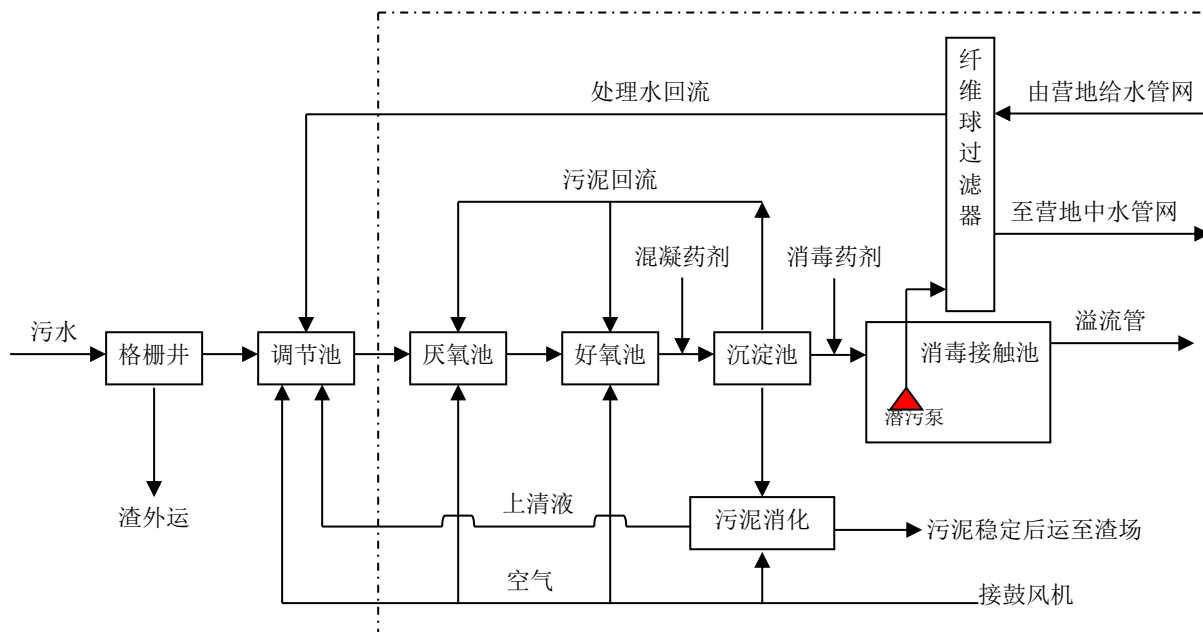 纤维球过滤器
处理水回流
由营地给水管网
污泥回流
至营地中水管网
混凝药剂
消毒药剂
污水
格栅井
调节池
厌氧池
好氧池
沉淀池
消毒接触池
溢流管
潜污泵
渣外运
上清液
污泥消化
污泥稳定后运至渣场
空气
接鼓风机